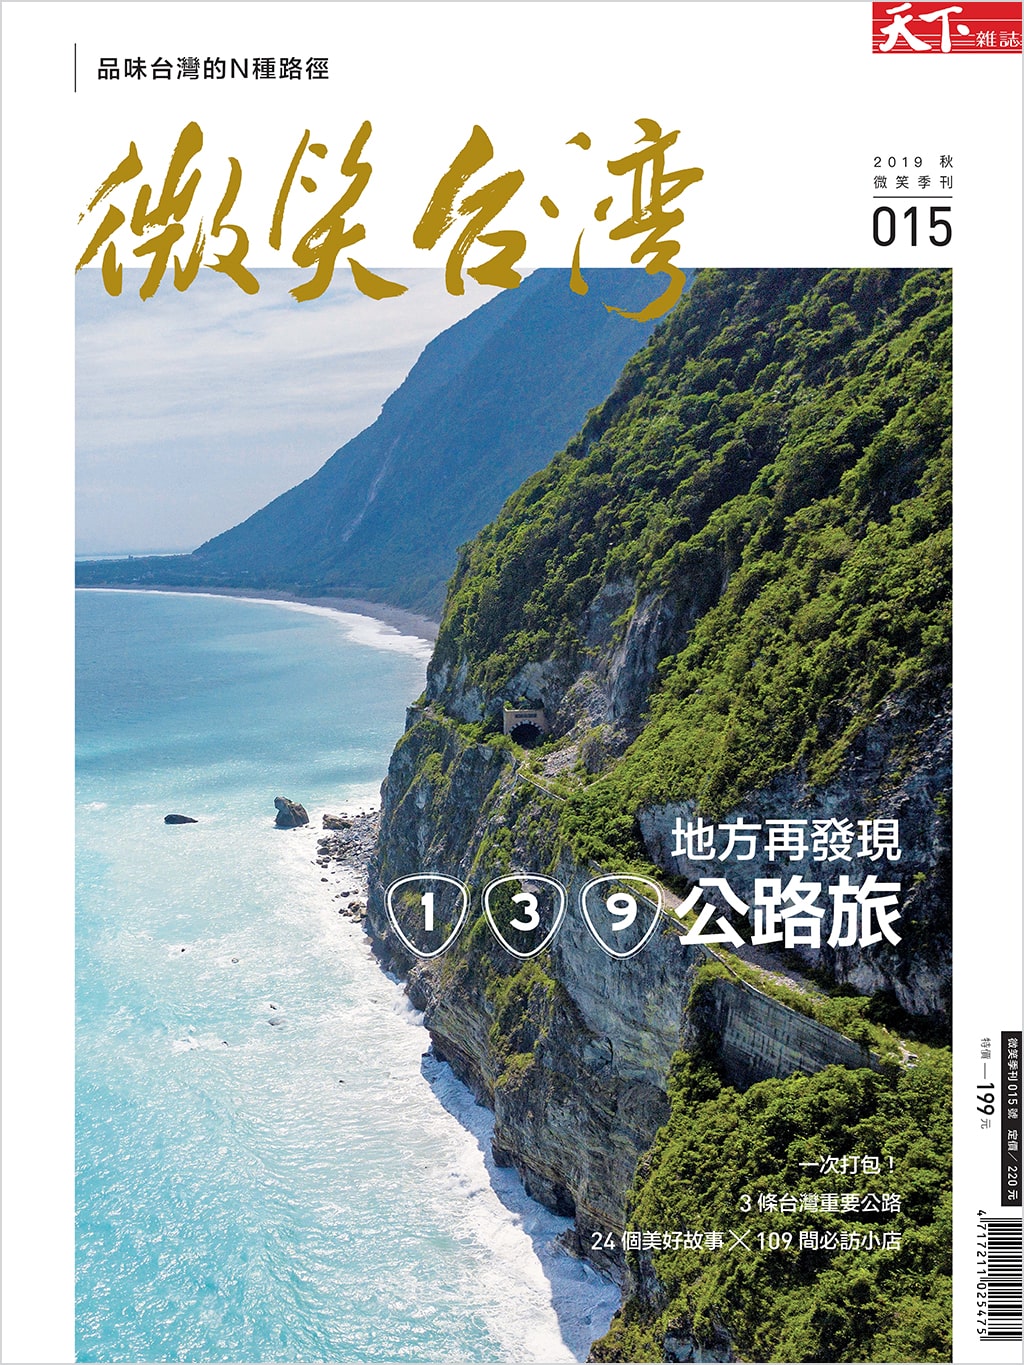 天下雜誌
品味台灣的N種路徑
微笑台灣
2019 秋
微笑季刊
015
地方再發現
1 3 9 公路旅
一次打包！
3 條台灣重要公路
24 個美好故事╳109 間必訪小店
微笑季刊 015 號 定價／ 220 元
特價 — 199 元
4 717211 025475